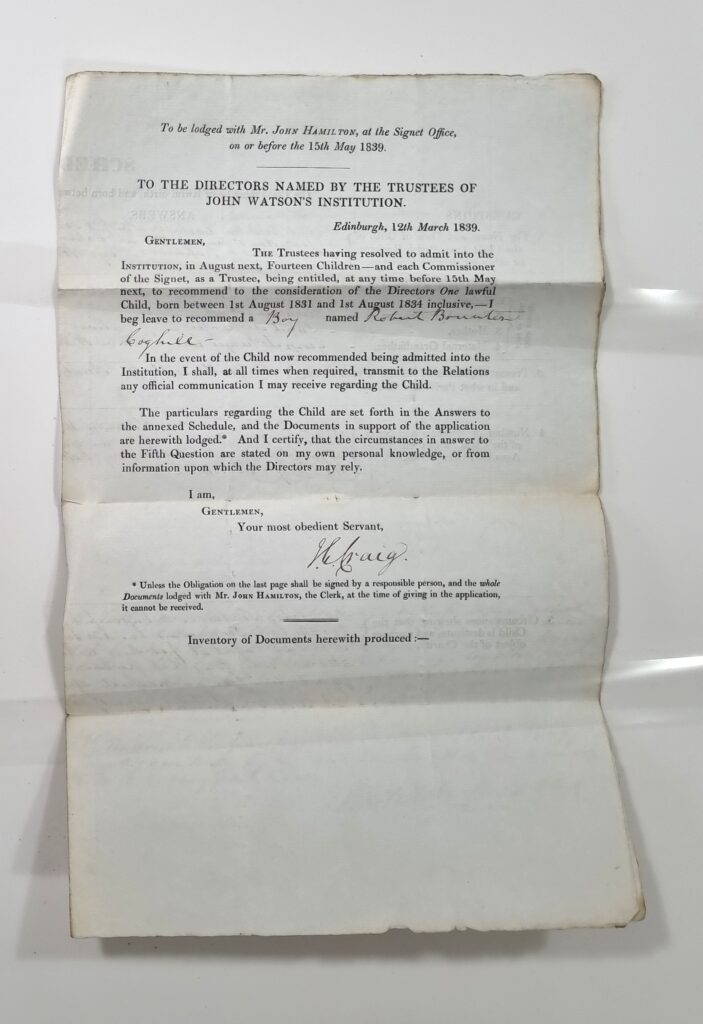 To be lodged with Mr. JOHN HAMILTON, at the Signet Office,
on or before the 15th May 1839.
TO THE DIRECTORS NAMED BY THE TRUSTEES OF
JOHN WATSON'S INSTITUTION.
Edinburgh, 12th March 1839.
GENTLEMEN,
THE Trustees having resolved to admit into the
INSTITUTION, in August next, Fourteen Children—and each Commissioner
of the Signet, as a Trustee, being entitled, at any time before 15th May
next, to recommend to the consideration of the Directors One lawful
Child, born between 1st August 1831 and 1st August 1834 inclusive,—I
beg leave to recommend a Boy named Robert
Coghill -
In the event of the Child now recommended being admitted into the
Institution, I shall, at all times when required, transmit to the Relations
any official communication I may receive regarding the Child.
The particulars regarding the Child are set forth in the Answers to
the annexed Schedule, and the Documents in support of the application
are herewith lodged.* And I certify, that the circumstances in answer to
the Fifth Question are stated on my own personal knowledge, or from
information upon which the Directors may rely.
I am,
GENTLEMEN,
Your most obedient Servant,
Craig.
* Unless the Obligation on the last page shall be signed by a responsible person, and the whole
Documents lodged with Mr. JOHN HAMILTON, the Clerk, at the time of giving in the application,
it cannot be received.
Inventory of Documents herewith produced :—